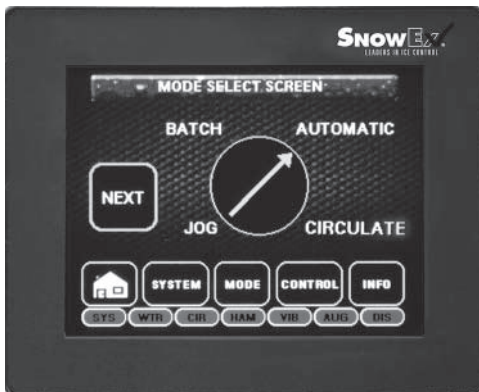 SNOWEX
LEADERS IN ICE CONTROL
MODE SELECT SCREEN
BATCH AUTOMATIC
NEXT
JOG CIRCULATE
SYSTEM MODE CONTROL INFO
SYS WTR CIR HAM VIB AUG DIS